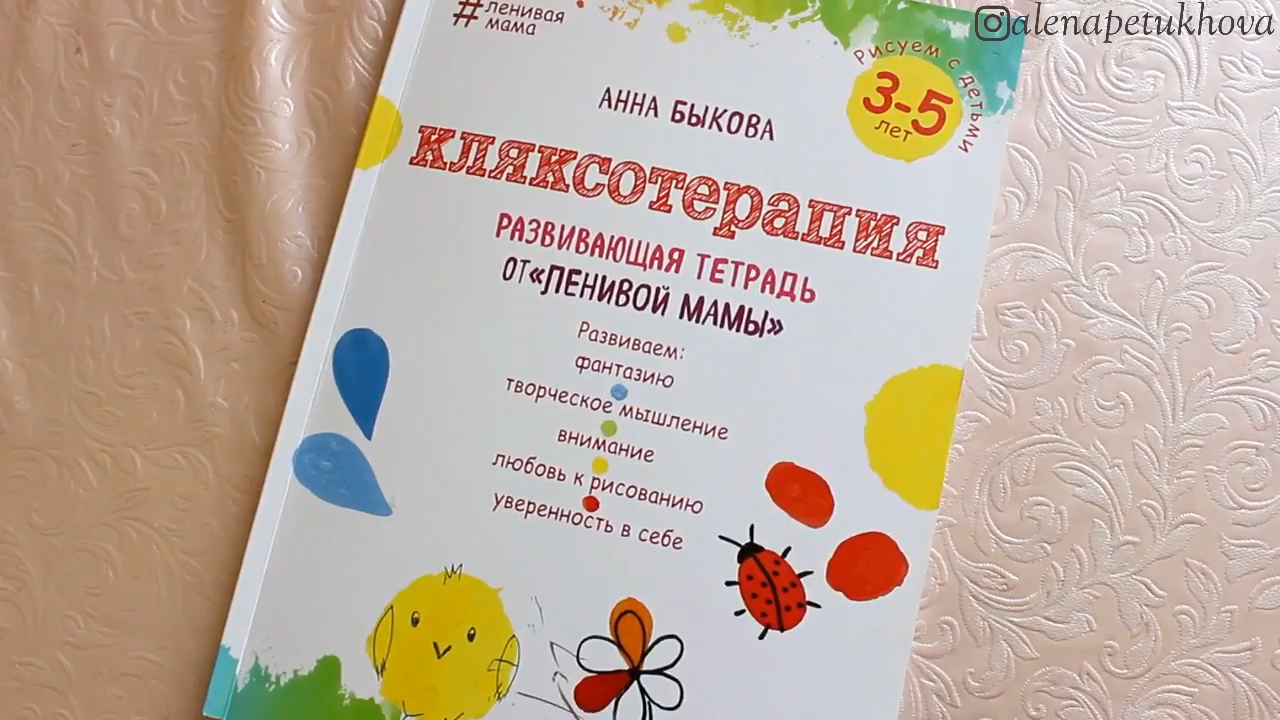 alenapetukhova
#ленивая
мама
Рисуем с детьми
3-5
лет
АННА БЫКОВА
КЛЯКСОТЕРАПИЯ
РАЗВИВАЮЩАЯ ТЕТРАДЬ
ОТ «ЛЕНИВОЙ МАМЫ»
Развиваем:
фантазию
творческое мышление
внимание
любовь к рисованию
уверенность в себе